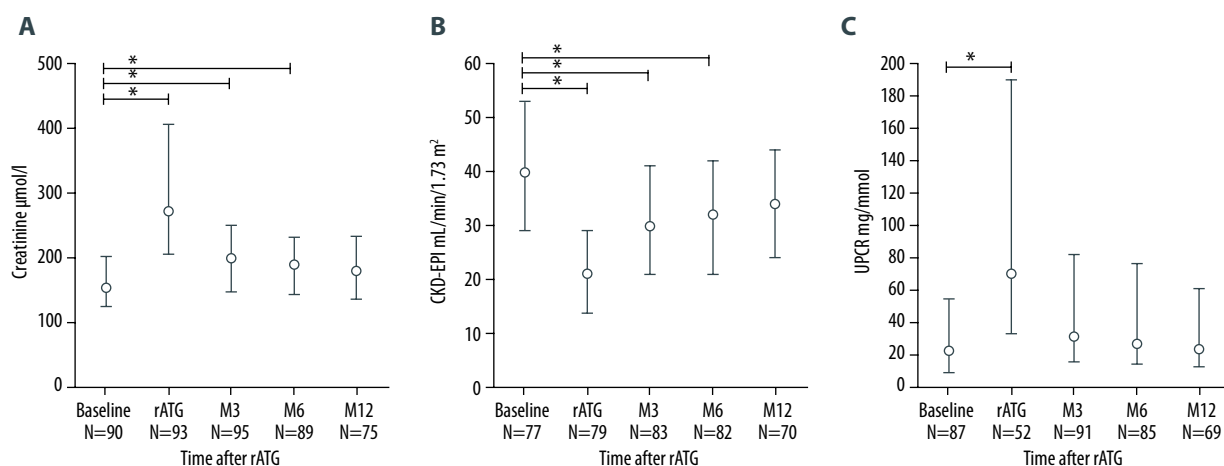 A
Creatinine µmol/l
500
400
300
200
100
0
*
*
*
Baseline rATG M3 M6 M12
N=90 N=93 N=95 N=89 N=75
Time after rATG
B
CKD-EPI mL/min/1.73 m²
60
50
40
30
20
10
0
*
*
*
Baseline rATG M3 M6 M12
N=77 N=79 N=83 N=82 N=70
Time after rATG
C
UPCR mg/mmol
200
180
160
140
120
100
80
60
40
20
0
*
Baseline rATG M3 M6 M12
N=87 N=52 N=91 N=85 N=69
Time after rATG